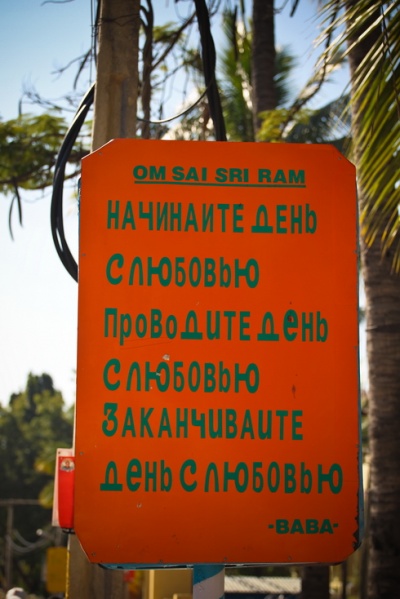 OM SAI SRI RAM
НАЧИНАИТЕ ДЕНЬ
С ЛЮБОВЬЮ
ПРОВОДИТЕ ДЕНЬ
С ЛЮБОВЬЮ
ЗАКАНЧИВАИТЕ
ДЕНЬ С ЛЮБОВЬЮ
-BABA-